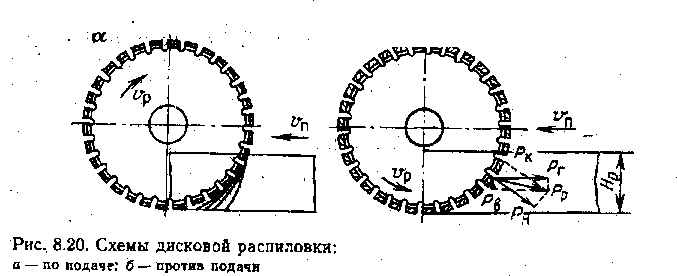 α
υр
υп
υп
υр
Pк
Pг
Pр
Pв
Pq
Hр
Рис. 8.20. Схемы дисковой распиловки:
а — по подаче; б — против подачи